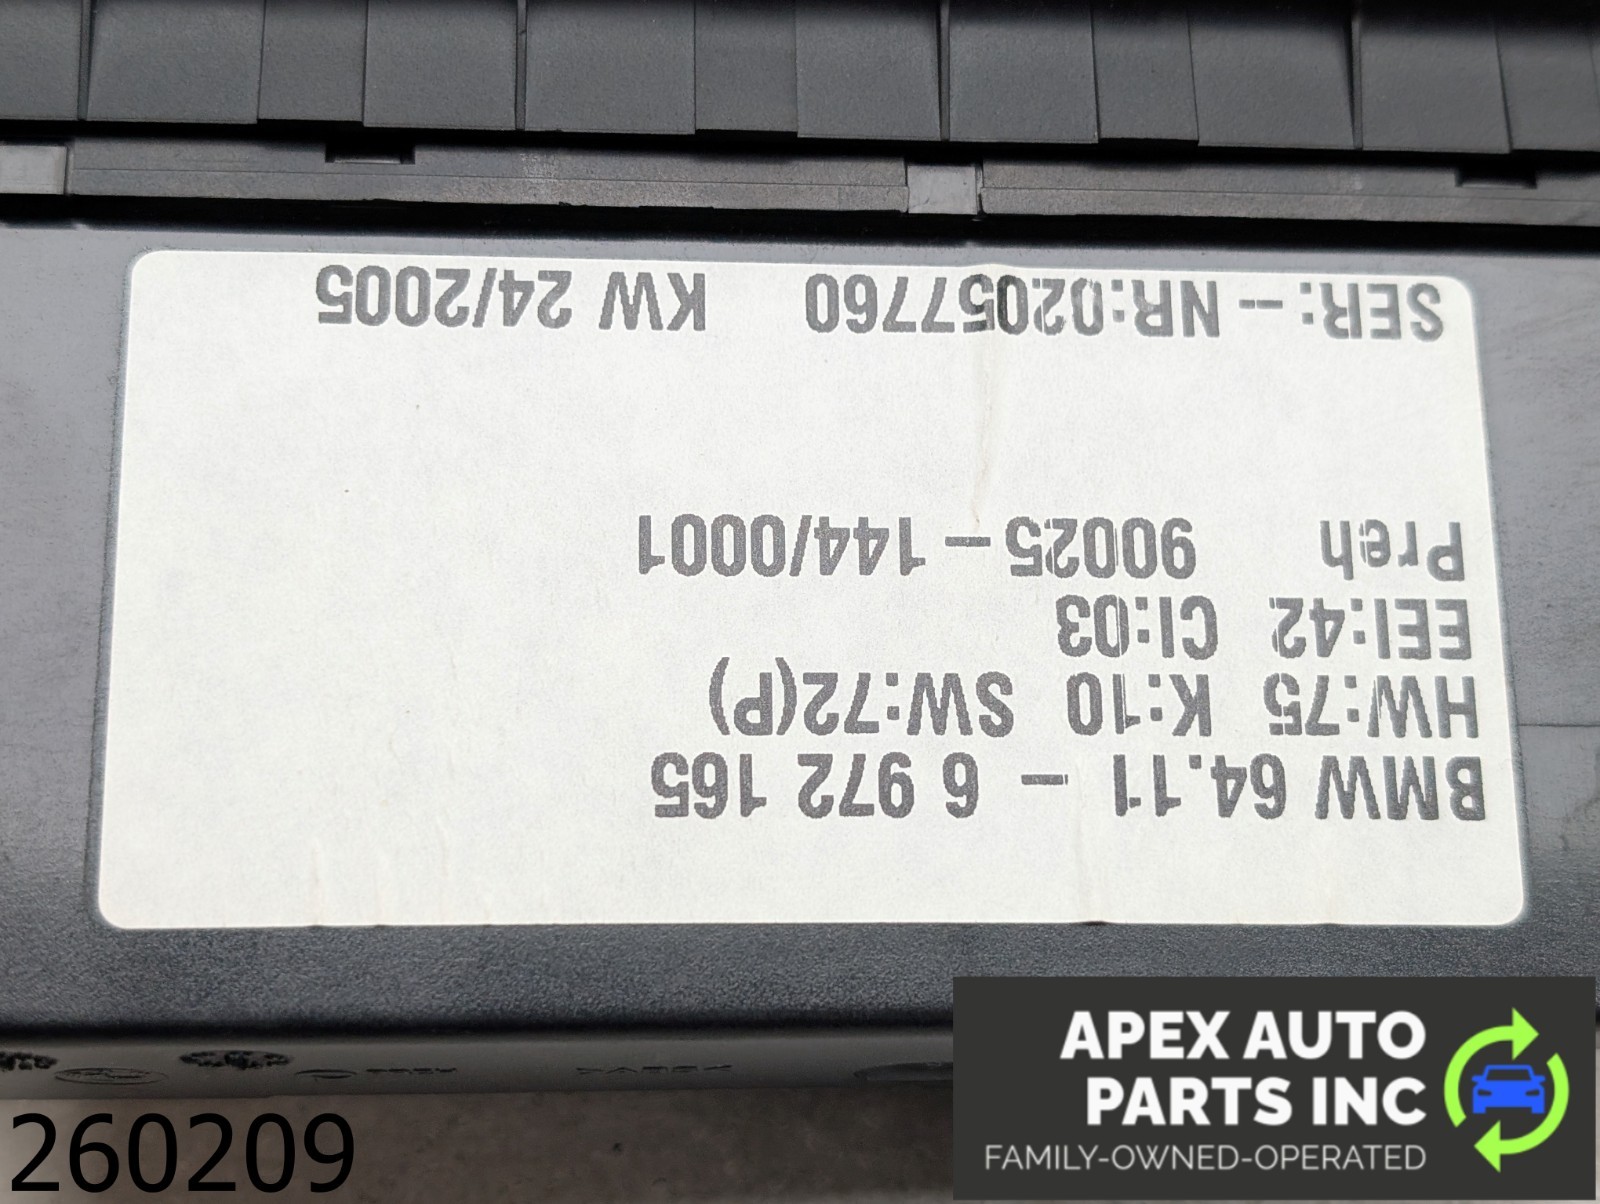 BMW 64.11 – 6 972 165
HW:75 K:10 SW:72(P)
EEI:42 CI:03
Preh 90025–144/0001
SER:–NR:02057760 KW 24/2005
260209
APEX AUTO
PARTS INC
FAMILY-OWNED-OPERATED